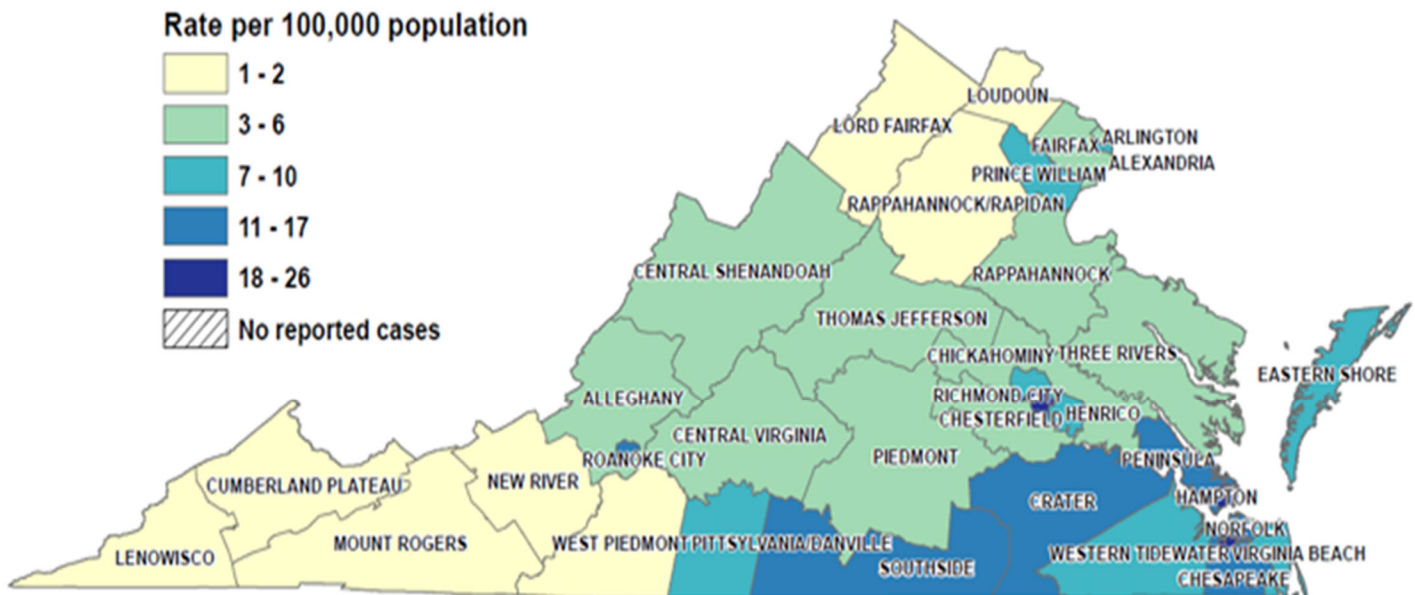 Rate per 100,000 population
1 - 2
3 - 6
7 - 10
11 - 17
18 - 26
No reported cases
LOUDOUN
LORD FAIRFAX
ARLINGTON
FAIRFAX
ALEXANDRIA
PRINCE WILLIAM
RAPPAHANNOCK/RAPIDAN
CENTRAL SHENANDOAH
RAPPAHANNOCK
THOMAS JEFFERSON
CHICKAHOMINY
THREE RIVERS
EASTERN SHORE
ALLEGHANY
RICHMOND CITY
HENRICO
CHESTERFIELD
CENTRAL VIRGINIA
ROANOKE CITY
PIEDMONT
PENINSULA
CUMBERLAND PLATEAU
NEW RIVER
HAMPTON
CRATER
NORFOLK
LENOWISCO
MOUNT ROGERS
WEST PIEDMONT
PITTSYLVANIA/DANVILLE
WESTERN TIDEWATER
VIRGINIA BEACH
SOUTHSIDE
CHESAPEAKE